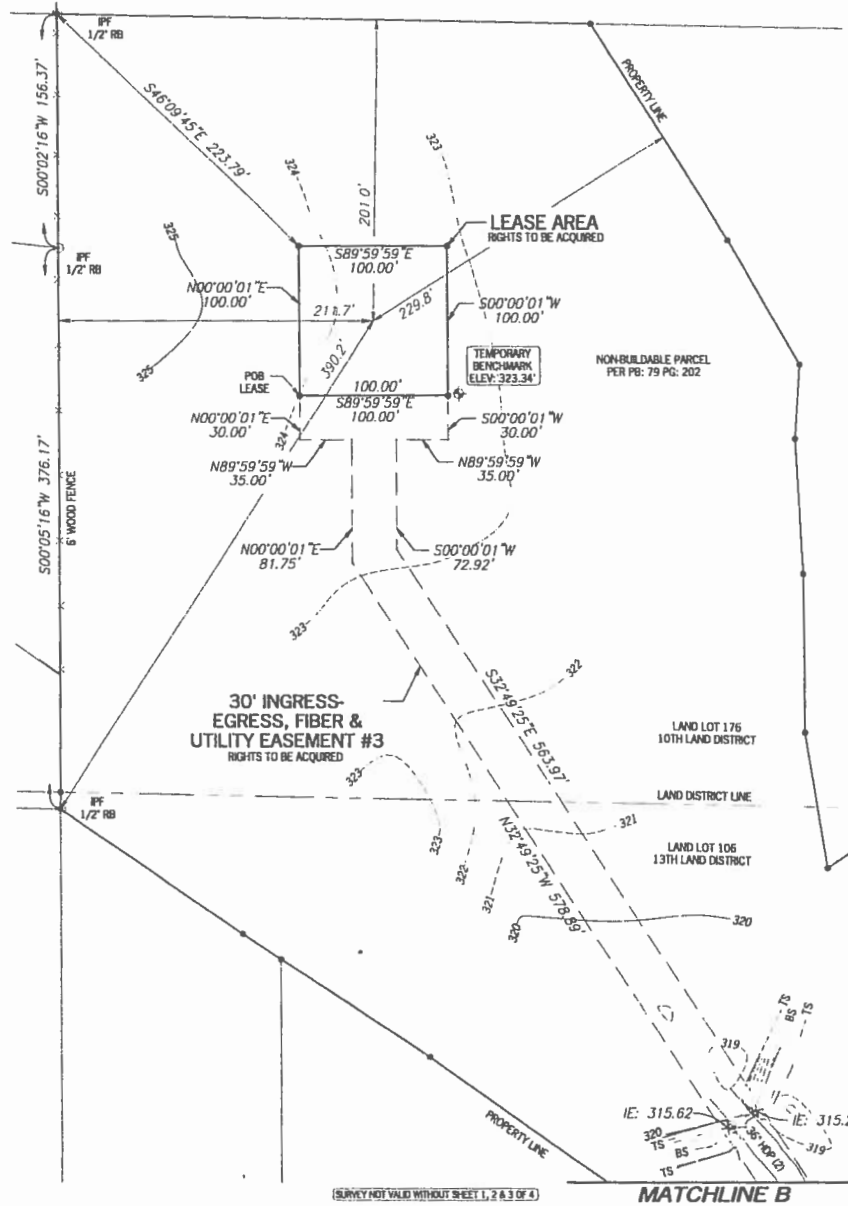 IPF
1/2" RB
S00°02'16"W 156.37'
S46°09'45"E 223.79'
PROPERTY LINE
201.0'
323
324
325
LEASE AREA
RIGHTS TO BE ACQUIRED
IPF
1/2" RB
S89°59'59"E
100.00'
N00°00'01"E
100.00'
211.7'
229.8'
S00°00'01"W
100.00'
390.2'
TEMPORARY
BENCHMARK
ELEV: 323.34'
NON-BUILDABLE PARCEL
PER PB: 79 PG: 202
325
POB
LEASE
100.00'
S89°59'59"E
100.00'
N00°00'01"E
30.00'
324
S00°00'01"W
30.00'
N89°59'59"W
35.00'
N89°59'59"W
35.00'
S00°05'16"W 376.17'
6' WOOD FENCE
N00°00'01"E
81.75'
S00°00'01"W
72.92'
323
322
S32°49'25"E 563.97'
30' INGRESS-
EGRESS, FIBER &
UTILITY EASEMENT #3
RIGHTS TO BE ACQUIRED
LAND LOT 176
10TH LAND DISTRICT
323
IPF
1/2" RB
LAND DISTRICT LINE
321
N32°49'25"W 578.89'
LAND LOT 106
13TH LAND DISTRICT
323
322
321
320
320
TS
BS
TS
319
IE: 315.62
IE: 315.2
320
TS
BS
TS
36" HDP (2)
319
PROPERTY LINE
SURVEY NOT VALID WITHOUT SHEET 1, 2 & 3 OF 4
MATCHLINE B